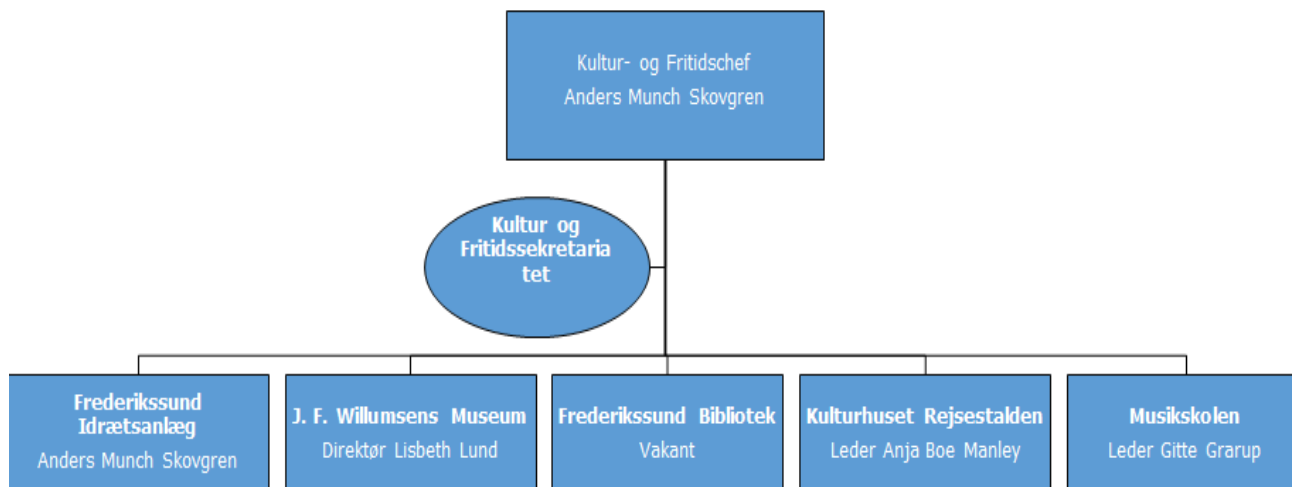 Kultur- og Fritidschef
Anders Munch Skovgren
Kultur og
Fritidssekretaria
tet
Frederikssund
Idrætsanlæg
Anders Munch Skovgren
J. F. Willumsens Museum
Direktør Lisbeth Lund
Frederikssund Bibliotek
Vakant
Kulturhuset Rejsestalden
Leder Anja Boe Manley
Musikskolen
Leder Gitte Grarup